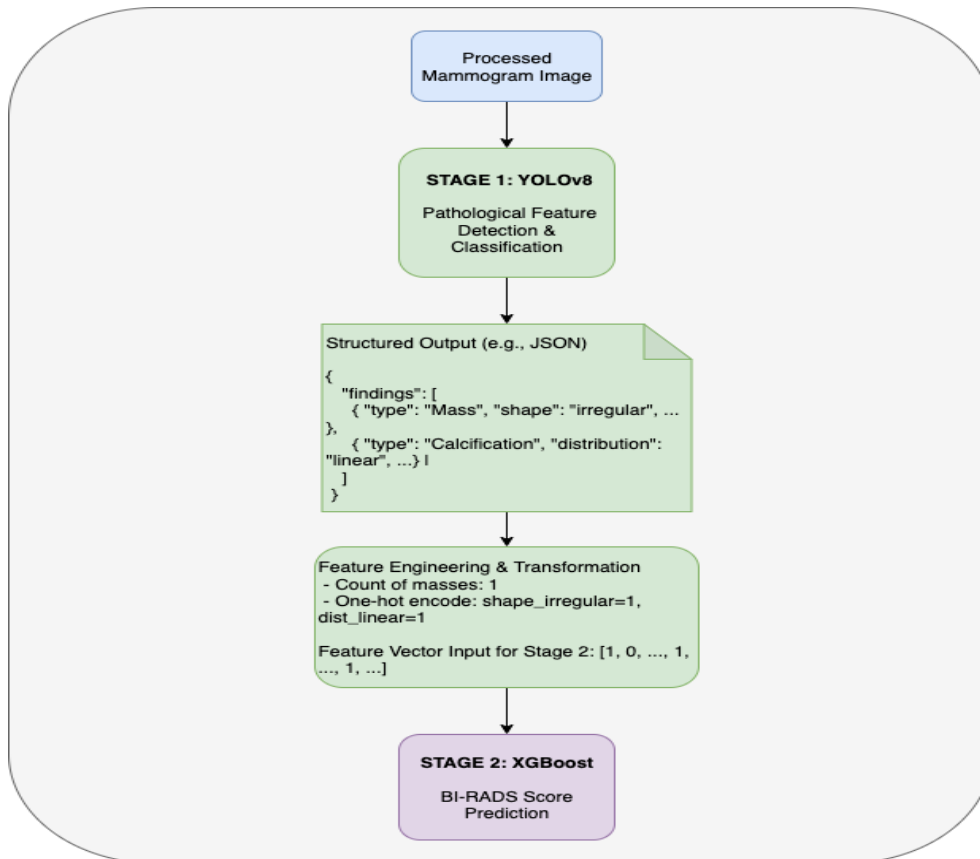 Processed
Mammogram Image
STAGE 1: YOLOv8
Pathological Feature
Detection &
Classification
Structured Output (e.g., JSON)
{
"findings": [
{ "type": "Mass", "shape": "irregular", ...
},
{ "type": "Calcification", "distribution":
"linear", ...} |
]
}
Feature Engineering & Transformation
- Count of masses: 1
- One-hot encode: shape_irregular=1,
dist_linear=1
Feature Vector Input for Stage 2: [1, 0, ..., 1,
..., 1, ...]
STAGE 2: XGBoost
BI-RADS Score
Prediction